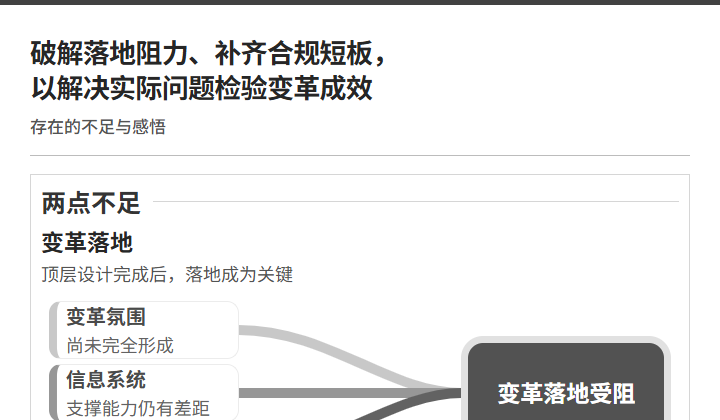 破解落地阻力、补齐合规短板，
以解决实际问题检验变革成效
存在的不足与感悟
两点不足
变革落地
顶层设计完成后，落地成为关键
变革氛围
尚未完全形成
信息系统
支撑能力仍有差距
变革落地受阻